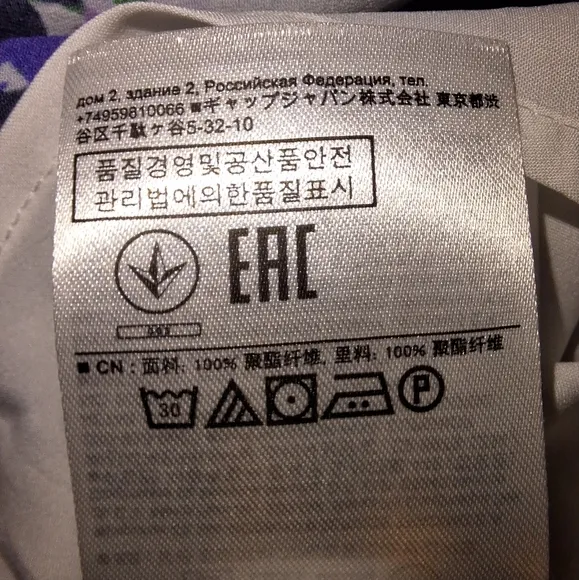 дом 2, здание 2, Российская Федерация, тел.
+74959810066 ■ギャップジャパン株式会社 東京都渋
谷区千駄ヶ谷5-32-10
품질경영및공산품안전
관리법에의한품질표시
EAC
003
■ CN : 面料: 100% 聚酯纤维, 里料: 100% 聚酯纤维
30
P